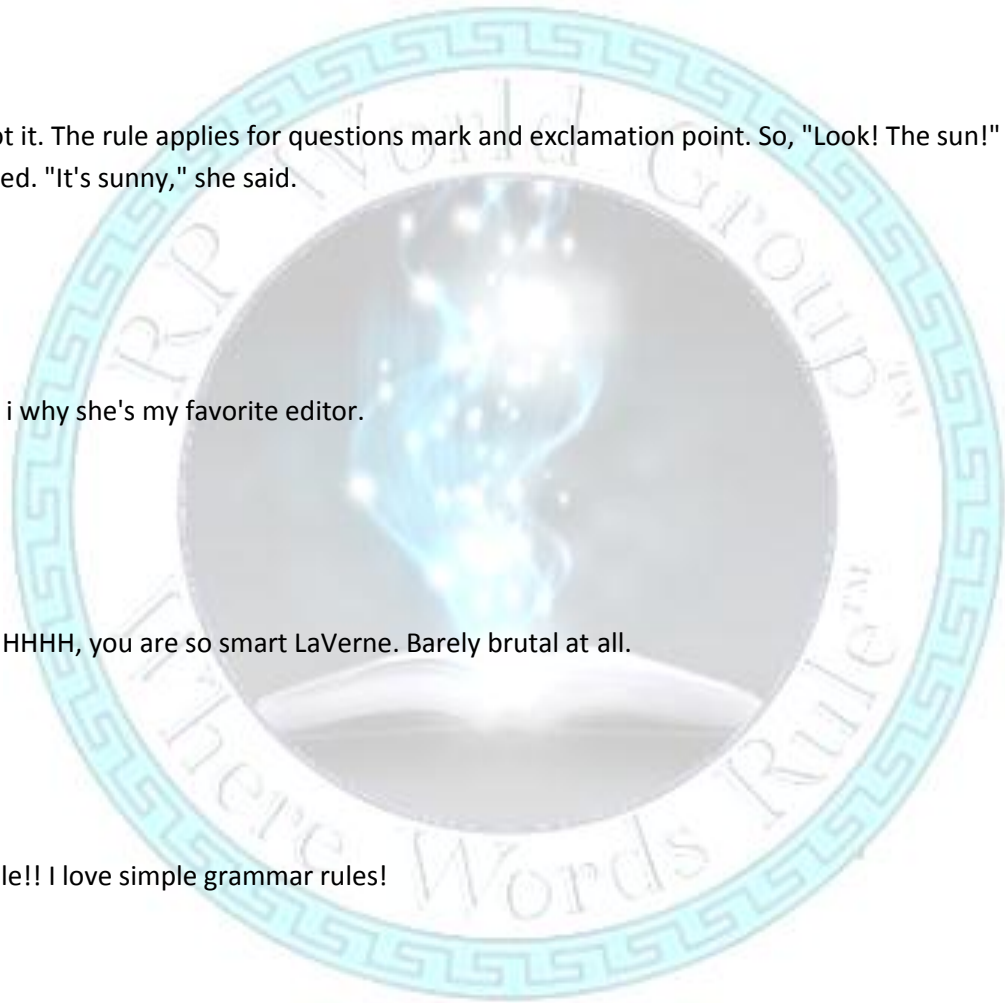 ot it. The rule applies for questions mark and exclamation point. So, "Look! The sun!"
ed. "It's sunny," she said.
i why she's my favorite editor.
HHHH, you are so smart LaVerne. Barely brutal at all.
le!! I love simple grammar rules!
RP World Group™
Where Words Rule™